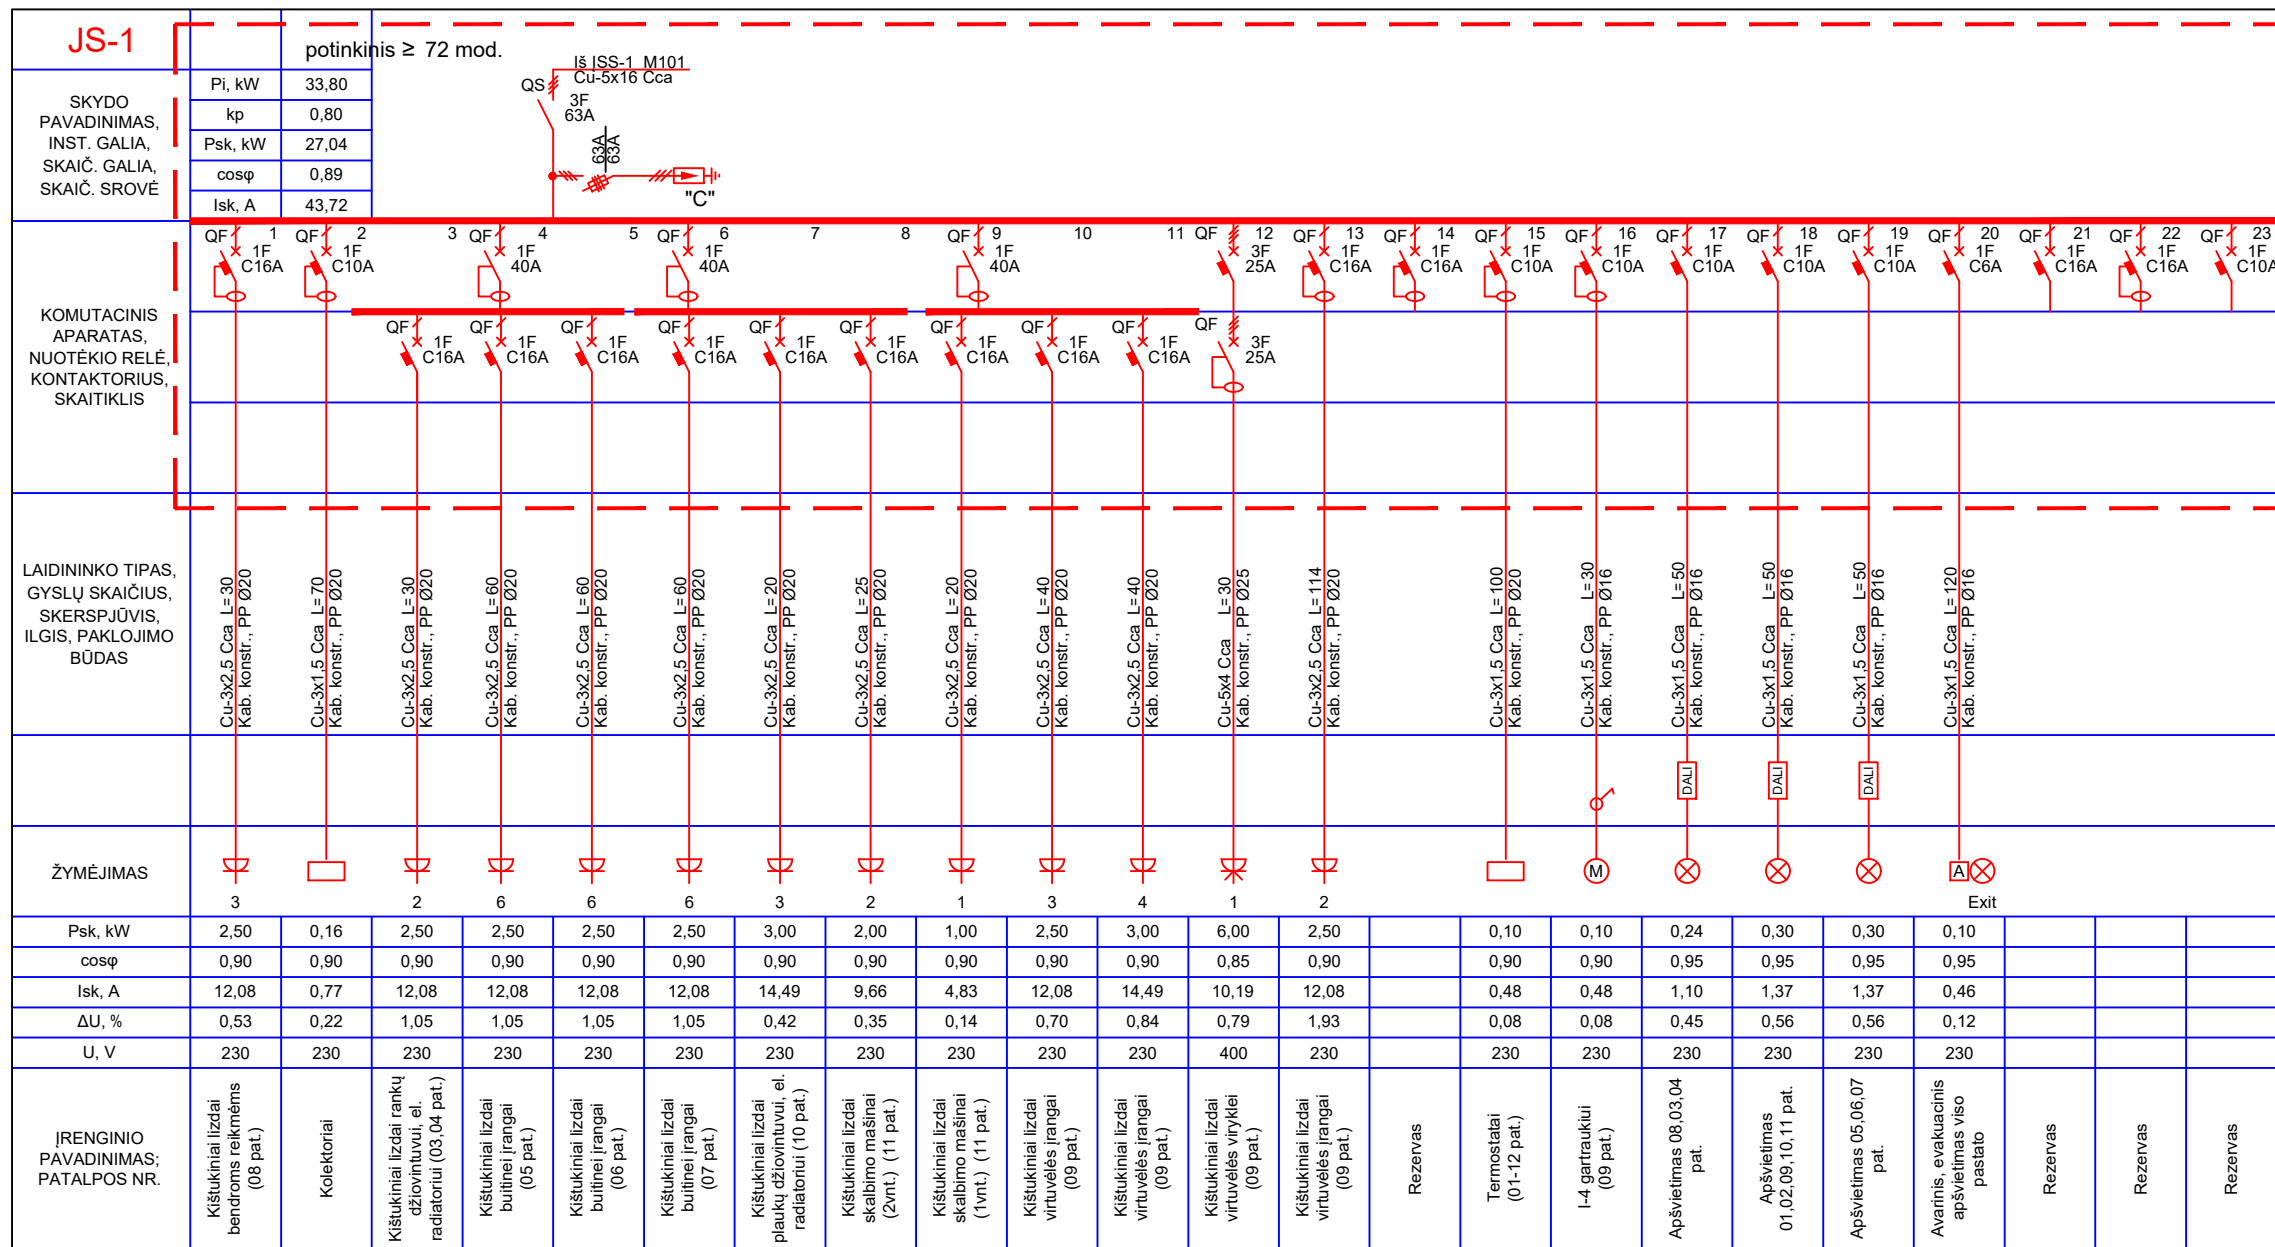 JS-1
potinkinis ≥ 72 mod.
SKYDO
PAVADINIMAS,
INST. GALIA,
SKAIČ. GALIA,
SKAIČ. SROVĖ
Pi, kW 33,80
kp 0,80
Psk, kW 27,04
cosφ 0,89
Isk, A 43,72
Iš ĮSS-1 M101
Cu-5x16 Cca
QS
3F
63A
63A
63A
"C"
KOMUTACINIS
APARATAS,
NUOTĖKIO RELĖ,
KONTAKTORIUS,
SKAITIKLIS
QF 1 1F C16A
QF 2 1F C10A
3
QF 4 1F 40A
5
QF 6 1F 40A
7
8
QF 9 1F 40A
10
11
QF 12 3F 25A
QF 13 1F C16A
QF 14 1F C16A
QF 15 1F C10A
QF 16 1F C10A
QF 17 1F C10A
QF 18 1F C10A
QF 19 1F C10A
QF 20 1F C6A
QF 21 1F C16A
QF 22 1F C16A
QF 23 1F C10A
QF 1F C16A
QF 1F C16A
QF 1F C16A
QF 1F C16A
QF 1F C16A
QF 1F C16A
QF 1F C16A
QF 1F C16A
QF 1F C16A
QF 3F 25A
LAIDININKO TIPAS,
GYSLŲ SKAIČIUS,
SKERSPJŪVIS,
ILGIS, PAKLOJIMO
BŪDAS
Cu-3x2,5 Cca L=30
Kab. konstr., PP Ø20
Cu-3x1,5 Cca L=70
Kab. konstr., PP Ø20
Cu-3x2,5 Cca L=30
Kab. konstr., PP Ø20
Cu-3x2,5 Cca L=60
Kab. konstr., PP Ø20
Cu-3x2,5 Cca L=60
Kab. konstr., PP Ø20
Cu-3x2,5 Cca L=60
Kab. konstr., PP Ø20
Cu-3x2,5 Cca L=20
Kab. konstr., PP Ø20
Cu-3x2,5 Cca L=25
Kab. konstr., PP Ø20
Cu-3x2,5 Cca L=20
Kab. konstr., PP Ø20
Cu-3x2,5 Cca L=40
Kab. konstr., PP Ø20
Cu-3x2,5 Cca L=40
Kab. konstr., PP Ø20
Cu-5x4 Cca L=30
Kab. konstr., PP Ø25
Cu-3x2,5 Cca L=114
Kab. konstr., PP Ø20
Cu-3x1,5 Cca L=100
Kab. konstr., PP Ø20
Cu-3x1,5 Cca L=30
Kab. konstr., PP Ø16
Cu-3x1,5 Cca L=50
Kab. konstr., PP Ø16
Cu-3x1,5 Cca L=50
Kab. konstr., PP Ø16
Cu-3x1,5 Cca L=50
Kab. konstr., PP Ø16
Cu-3x1,5 Cca L=120
Kab. konstr., PP Ø16
DALI DALI DALI
ŽYMĖJIMAS
M A
3 2 6 6 6 3 2 1 3 4 1 2 Exit
Psk, kW 2,50 0,16 2,50 2,50 2,50 2,50 3,00 2,00 1,00 2,50 3,00 6,00 2,50 0,10 0,10 0,24 0,30 0,30 0,10
cosφ 0,90 0,90 0,90 0,90 0,90 0,90 0,90 0,90 0,90 0,90 0,90 0,85 0,90 0,90 0,90 0,95 0,95 0,95 0,95
Isk, A 12,08 0,77 12,08 12,08 12,08 12,08 14,49 9,66 4,83 12,08 14,49 10,19 12,08 0,48 0,48 1,10 1,37 1,37 0,46
ΔU, % 0,53 0,22 1,05 1,05 1,05 1,05 0,42 0,35 0,14 0,70 0,84 0,79 1,93 0,08 0,08 0,45 0,56 0,56 0,12
U, V 230 230 230 230 230 230 230 230 230 230 230 400 230 230 230 230 230 230 230
ĮRENGINIO
PAVADINIMAS;
PATALPOS NR.
Kištukiniai lizdai
bendroms reikmėms
(08 pat.)
Kolektoriai
Kištukiniai lizdai rankų
džiovintuvui, el.
radiatoriui (03,04 pat.)
Kištukiniai lizdai
buitinei įrangai
(05 pat.)
Kištukiniai lizdai
buitinei įrangai
(06 pat.)
Kištukiniai lizdai
buitinei įrangai
(07 pat.)
Kištukiniai lizdai
plaukų džiovintuvui, el.
radiatoriui (10 pat.)
Kištukiniai lizdai
skalbimo mašinai
(2vnt.) (11 pat.)
Kištukiniai lizdai
skalbimo mašinai
(1vnt.) (11 pat.)
Kištukiniai lizdai
virtuvėlės įrangai
(09 pat.)
Kištukiniai lizdai
virtuvėlės įrangai
(09 pat.)
Kištukiniai lizdai
virtuvėlės viryklei
(09 pat.)
Kištukiniai lizdai
virtuvėlės įrangai
(09 pat.)
Rezervas
Termostatai
(01-12 pat.)
I-4 gartraukiui
(09 pat.)
Apšvietimas 08,03,04
pat.
Apšvietimas
01,02,09,10,11 pat.
Apšvietimas 05,06,07
pat.
Avarinis, evakuacinis
apšvietimas viso
pastato
Rezervas
Rezervas
Rezervas